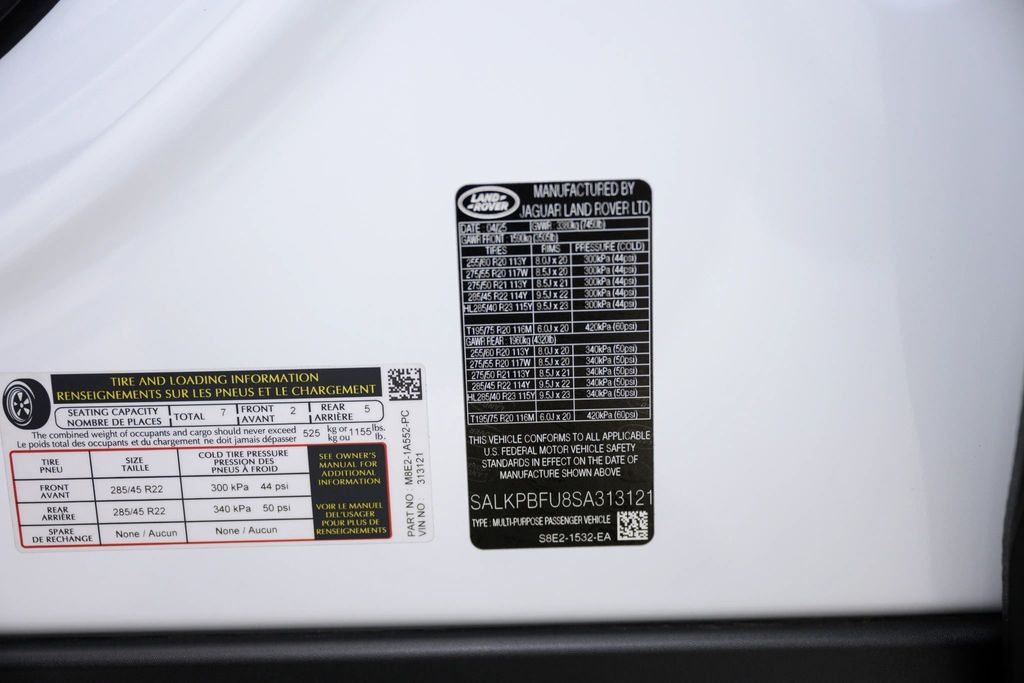 LAND
ROVER
MANUFACTURED BY
JAGUAR LAND ROVER LTD
DATE 04/25 GVWR 3380kg (7450lb)
GAWR FRONT 1590kg (3505lb)
TIRES RIMS PRESSURE (COLD)
255/60 R20 113Y 8.0J x 20 300kPa (44psi)
275/55 R20 117W 8.5J x 20 300kPa (44psi)
275/50 R21 113Y 8.5J x 21 300kPa (44psi)
285/45 R22 114Y 9.5J x 22 300kPa (44psi)
HL285/40 R23 115Y 9.5J x 23 300kPa (44psi)
T195/75 R20 116M 6.0J x 20 420kPa (60psi)
GAWR REAR 1960kg (4320lb)
255/60 R20 113Y 8.0J x 20 340kPa (50psi)
275/55 R20 117W 8.5J x 20 340kPa (50psi)
275/50 R21 113Y 8.5J x 21 340kPa (50psi)
285/45 R22 114Y 9.5J x 22 340kPa (50psi)
HL285/40 R23 115Y 9.5J x 23 340kPa (50psi)
T195/75 R20 116M 6.0J x 20 420kPa (60psi)
THIS VEHICLE CONFORMS TO ALL APPLICABLE
U.S. FEDERAL MOTOR VEHICLE SAFETY
STANDARDS IN EFFECT ON THE DATE OF
MANUFACTURE SHOWN ABOVE
SALKPBFU8SA313121
TYPE : MULTI-PURPOSE PASSENGER VEHICLE
S8E2-1532-EA
TIRE AND LOADING INFORMATION
RENSEIGNEMENTS SUR LES PNEUS ET LE CHARGEMENT
SEATING CAPACITY
NOMBRE DE PLACES
TOTAL 7
FRONT
AVANT
2
REAR
ARRIÈRE
5
The combined weight of occupants and cargo should never exceed
Le poids total des occupants et du chargement ne doit jamais dépasser
525 kg or 1155 lbs.
kg ou lb.
TIRE
PNEU
SIZE
TAILLE
COLD TIRE PRESSURE
PRESSION DES
PNEUS À FROID
FRONT
AVANT
285/45 R22
300 kPa 44 psi
REAR
ARRIÈRE
285/45 R22
340 kPa 50 psi
SPARE
DE RECHANGE
None / Aucun
None / Aucun
SEE OWNER'S
MANUAL FOR
ADDITIONAL
INFORMATION
VOIR LE MANUEL
DE L'USAGER
POUR PLUS DE
RENSEIGNEMENTS
PART NO : M8E2-1A552-PC
VIN NO : 313121